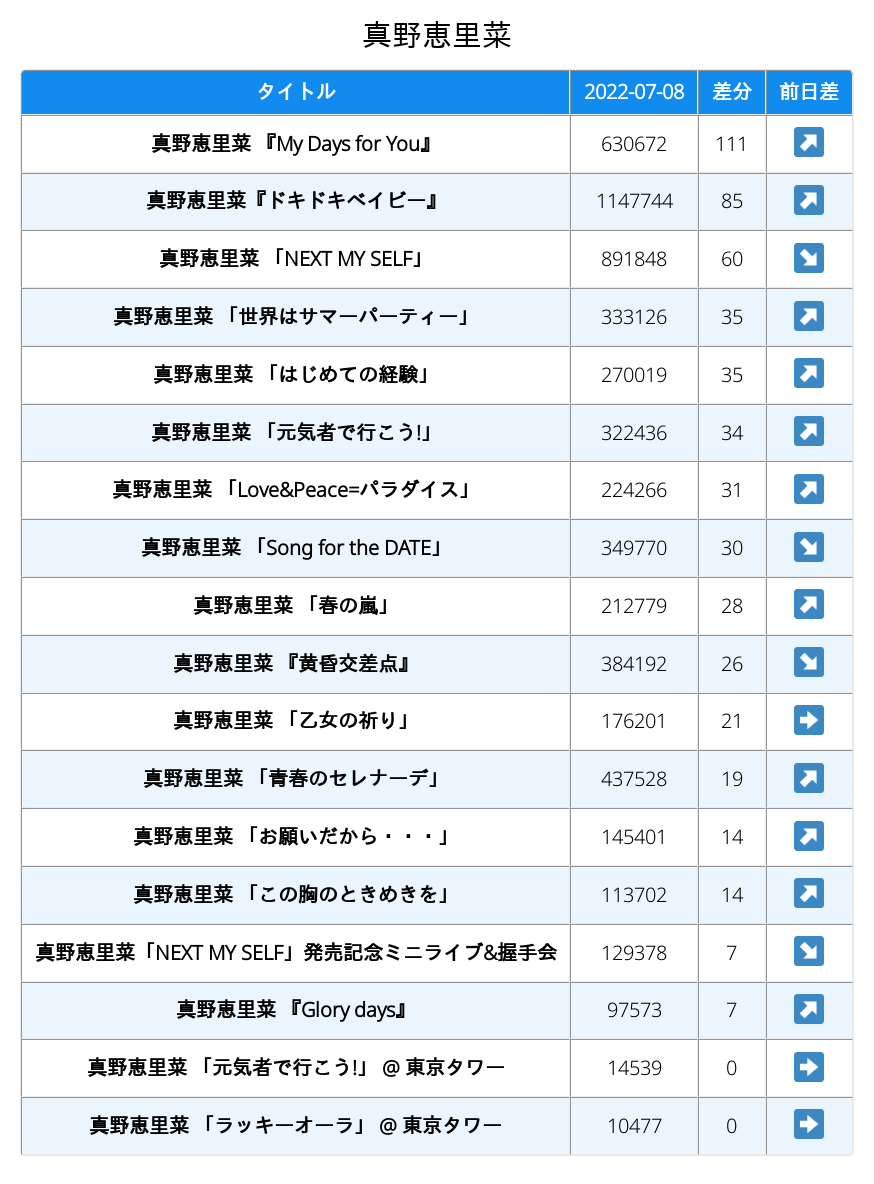 真野恵里菜
タイトル 2022-07-08 差分 前日差
真野恵里菜 『My Days for You』 630672 111 ↗
真野恵里菜『ドキドキベイビー』 1147744 85 ↗
真野恵里菜 「NEXT MY SELF」 891848 60 ↘
真野恵里菜 「世界はサマーパーティー」 333126 35 ↗
真野恵里菜 「はじめての経験」 270019 35 ↗
真野恵里菜 「元気者で行こう!」 322436 34 ↗
真野恵里菜 「Love&Peace=パラダイス」 224266 31 ↗
真野恵里菜 「Song for the DATE」 349770 30 ↘
真野恵里菜 「春の嵐」 212779 28 ↗
真野恵里菜 『黄昏交差点』 384192 26 ↘
真野恵里菜 「乙女の祈り」 176201 21 →
真野恵里菜 「青春のセレナーデ」 437528 19 ↗
真野恵里菜 「お願いだから・・・」 145401 14 ↗
真野恵里菜 「この胸のときめきを」 113702 14 ↗
真野恵里菜「NEXT MY SELF」発売記念ミニライブ&握手会 129378 7 ↘
真野恵里菜 『Glory days』 97573 7 ↗
真野恵里菜 「元気者で行こう!」 @ 東京タワー 14539 0 →
真野恵里菜 「ラッキーオーラ」 @ 東京タワー 10477 0 →